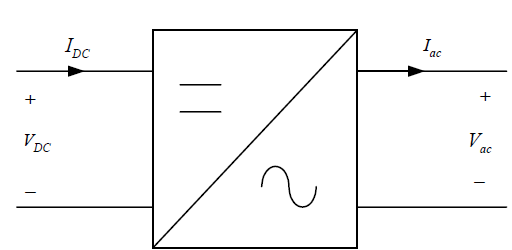 I_DC I_ac
+ +
V_DC V_ac
− −